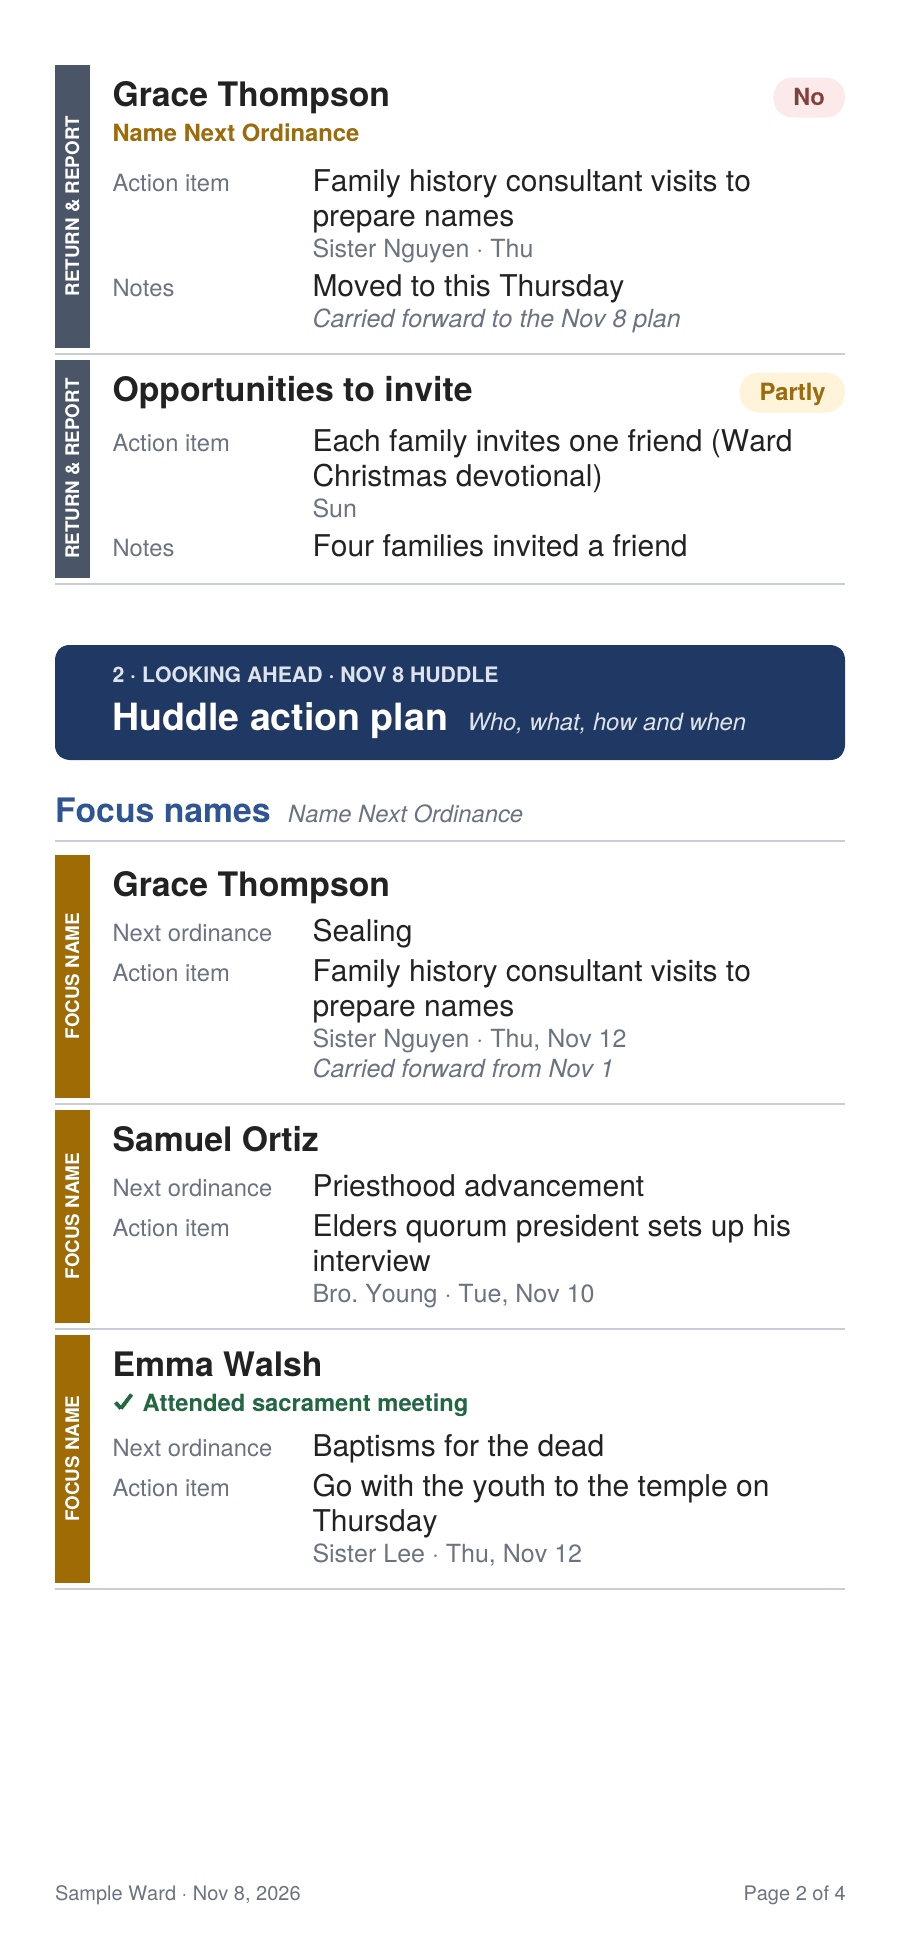 RETURN & REPORT
Grace Thompson
No
Name Next Ordinance
Action item
Family history consultant visits to
prepare names
Sister Nguyen · Thu
Notes
Moved to this Thursday
Carried forward to the Nov 8 plan
RETURN & REPORT
Opportunities to invite
Partly
Action item
Each family invites one friend (Ward
Christmas devotional)
Sun
Notes
Four families invited a friend
2 · LOOKING AHEAD · NOV 8 HUDDLE
Huddle action plan Who, what, how and when
Focus names Name Next Ordinance
FOCUS NAME
Grace Thompson
Next ordinance
Sealing
Action item
Family history consultant visits to
prepare names
Sister Nguyen · Thu, Nov 12
Carried forward from Nov 1
FOCUS NAME
Samuel Ortiz
Next ordinance
Priesthood advancement
Action item
Elders quorum president sets up his
interview
Bro. Young · Tue, Nov 10
FOCUS NAME
Emma Walsh
✓ Attended sacrament meeting
Next ordinance
Baptisms for the dead
Action item
Go with the youth to the temple on
Thursday
Sister Lee · Thu, Nov 12
Sample Ward · Nov 8, 2026
Page 2 of 4